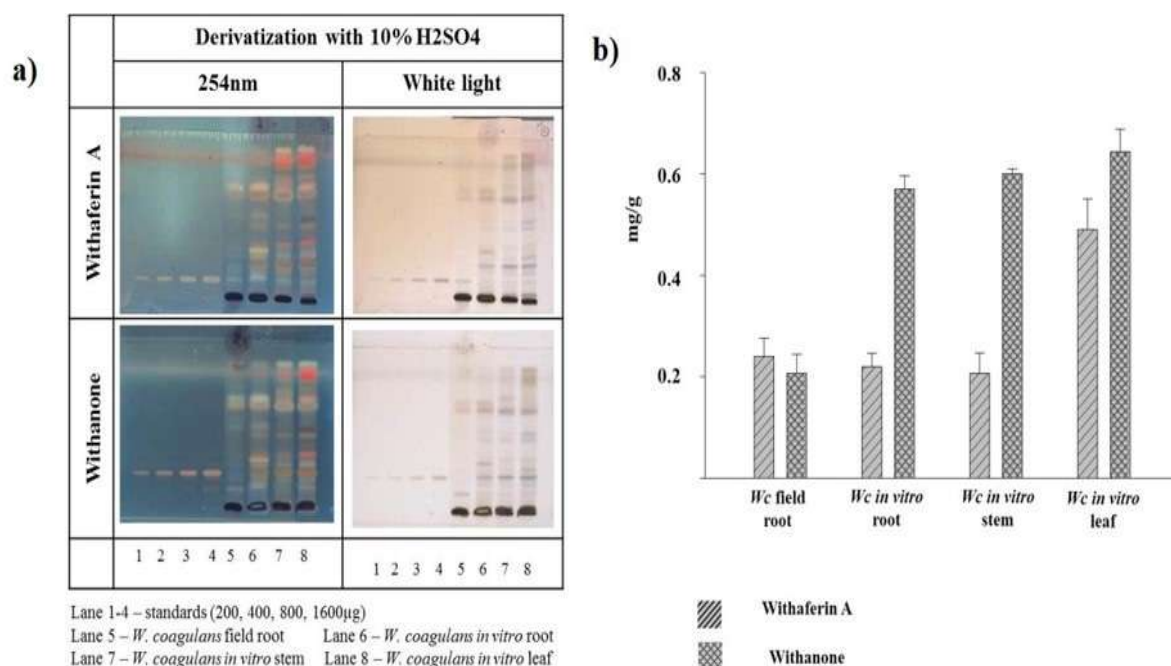 a)
Derivatization with 10% H2SO4
254nm White light
Withaferin A
Withanone
1 2 3 4 5 6 7 8 1 2 3 4 5 6 7 8
Lane 1-4 – standards (200, 400, 800, 1600µg)
Lane 5 – W. coagulans field root Lane 6 – W. coagulans in vitro root
Lane 7 – W. coagulans in vitro stem Lane 8 – W. coagulans in vitro leaf
b)
mg/g
0.8
0.6
0.4
0.2
Wc field root
Wc in vitro root
Wc in vitro stem
Wc in vitro leaf
Withaferin A
Withanone